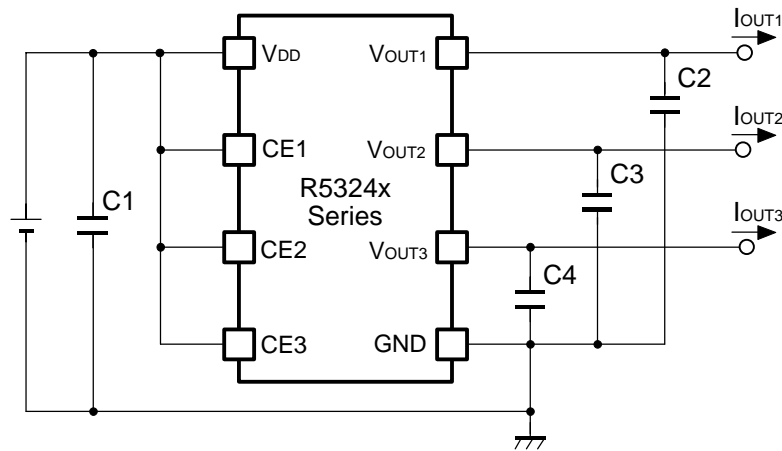 IOUT1
VDD
VOUT1
C2
IOUT2
CE1
VOUT2
C3
R5324x
Series
C1
IOUT3
CE2
VOUT3
C4
CE3
GND